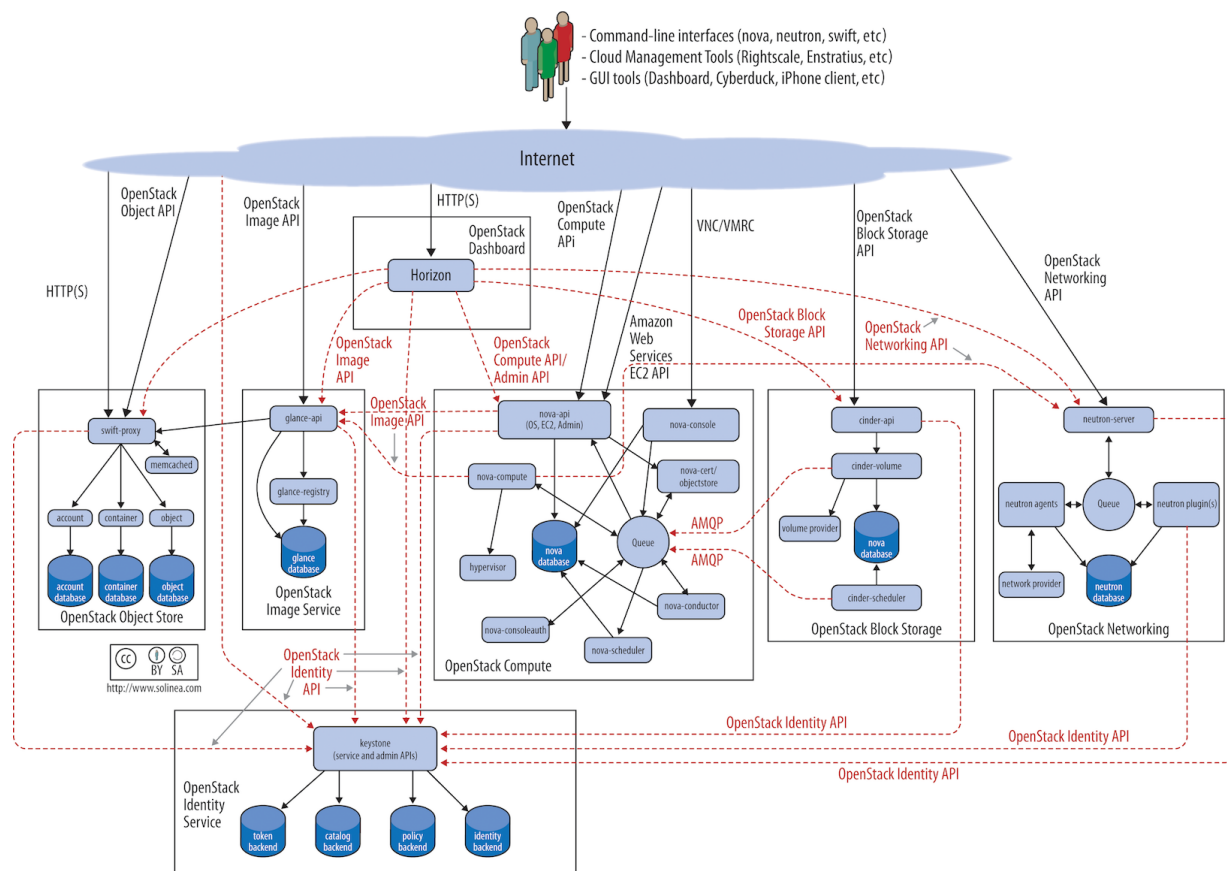 - Command-line interfaces (nova, neutron, swift, etc)
- Cloud Management Tools (Rightscale, Enstratius, etc)
- GUI tools (Dashboard, Cyberduck, iPhone client, etc)
Internet
OpenStack
Object API
OpenStack
Image API
HTTP(S)
OpenStack
Dashboard
OpenStack
Compute
APi
VNC/VMRC
OpenStack
Block Storage
API
OpenStack
Networking
API
Horizon
HTTP(S)
OpenStack
Image
API
OpenStack
Compute API/
Admin API
Amazon
Web
Services
EC2 API
OpenStack Block
Storage API
OpenStack
Networking API
OpenStack
Image API
swift-proxy
memcached
account
container
object
account
database
container
database
object
database
OpenStack Object Store
glance-api
glance-registry
glance
database
OpenStack
Image Service
nova-api
(OS, EC2, Admin)
nova-console
nova-compute
nova-cert/
objectstore
hypervisor
nova
database
Queue
nova-consoleauth
nova-conductor
nova-scheduler
OpenStack Compute
AMQP
AMQP
cinder-api
cinder-volume
volume provider
nova
database
cinder-scheduler
OpenStack Block Storage
neutron-server
neutron agents
Queue
neutron plugin(s)
network provider
neutron
database
OpenStack Networking
cc
BY SA
http://www.solinea.com
OpenStack
Identity
API
OpenStack Identity API
OpenStack Identity API
OpenStack Identity API
keystone
(service and admin APIs)
OpenStack
Identity
Service
token
backend
catalog
backend
policy
backend
identity
backend